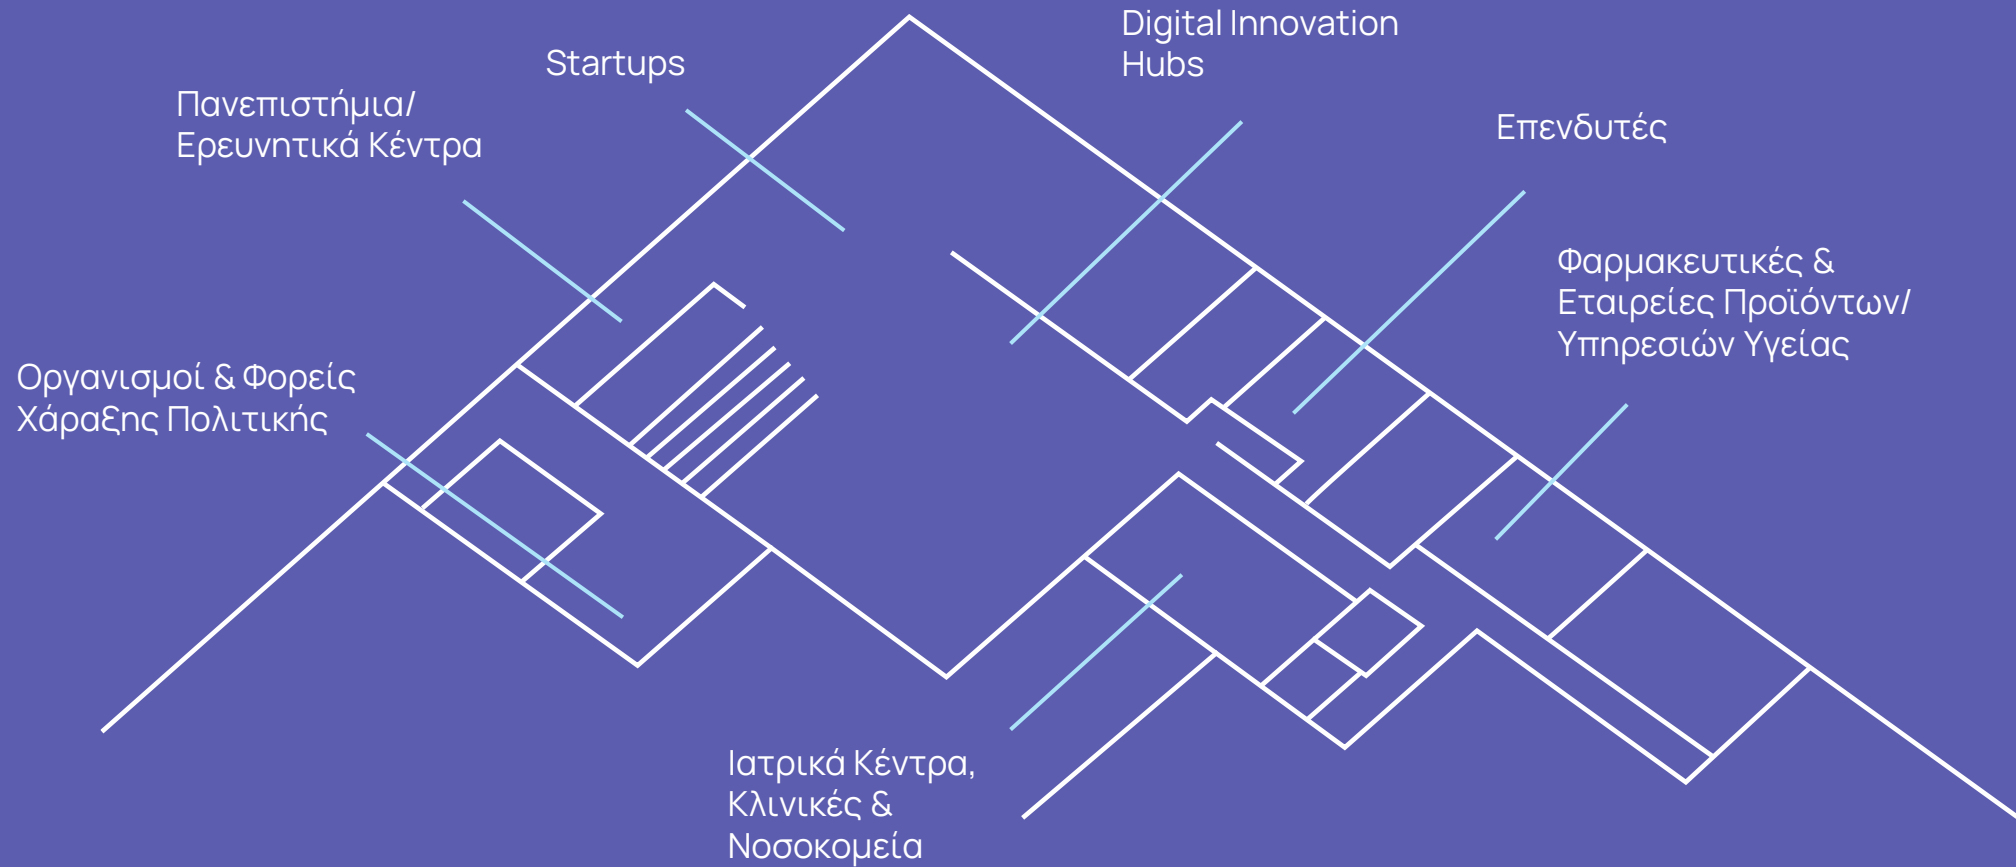 Digital Innovation
Hubs
Startups
Πανεπιστήμια/
Ερευνητικά Κέντρα
Επενδυτές
Φαρμακευτικές &
Εταιρείες Προϊόντων/
Υπηρεσιών Υγείας
Οργανισμοί & Φορείς
Χάραξης Πολιτικής
Ιατρικά Κέντρα,
Κλινικές &
Νοσοκομεία